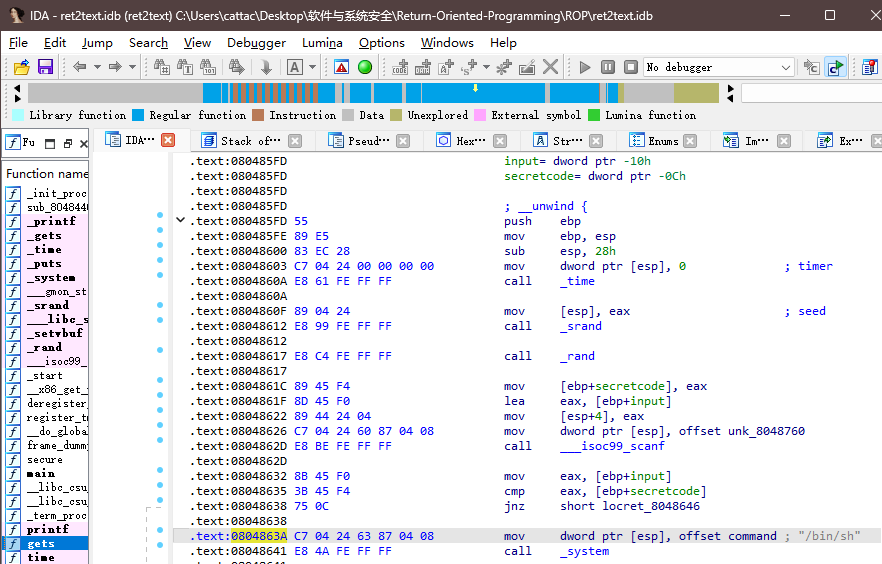 IDA - ret2text.idb (ret2text) C:\Users\cattac\Desktop\软件与系统安全\Return-Oriented-Programming\ROP\ret2text.idb
File Edit Jump Search View Debugger Lumina Options Windows Help
No debugger
Library function Regular function Instruction Data Unexplored External symbol Lumina function
Fu IDA⋯ Stack of⋯ Pseud⋯ Hex⋯ Str⋯ Enums Im⋯ Ex⋯
Function name
_init_proc
sub_8048440
_printf
_gets
_time
_puts
_system
___gmon_st
_srand
___libc_s
_setvbuf
_rand
___isoc99_
_start
__x86_get_
deregister_
register_tm
__do_globa
frame_dummy
secure
main
__libc_csu_
__libc_csu_
_term_proc
printf
gets
time
.text:080485FD input= dword ptr -10h
.text:080485FD secretcode= dword ptr -0Ch
.text:080485FD
.text:080485FD ; __unwind {
.text:080485FD 55 push ebp
.text:080485FE 89 E5 mov ebp, esp
.text:08048600 83 EC 28 sub esp, 28h
.text:08048603 C7 04 24 00 00 00 00 mov dword ptr [esp], 0 ; timer
.text:0804860A E8 61 FE FF FF call _time
.text:0804860A
.text:0804860F 89 04 24 mov [esp], eax ; seed
.text:08048612 E8 99 FE FF FF call _srand
.text:08048612
.text:08048617 E8 C4 FE FF FF call _rand
.text:08048617
.text:0804861C 89 45 F4 mov [ebp+secretcode], eax
.text:0804861F 8D 45 F0 lea eax, [ebp+input]
.text:08048622 89 44 24 04 mov [esp+4], eax
.text:08048626 C7 04 24 60 87 04 08 mov dword ptr [esp], offset unk_8048760
.text:0804862D E8 BE FE FF FF call ___isoc99_scanf
.text:0804862D
.text:08048632 8B 45 F0 mov eax, [ebp+input]
.text:08048635 3B 45 F4 cmp eax, [ebp+secretcode]
.text:08048638 75 0C jnz short locret_8048646
.text:08048638
.text:0804863A C7 04 24 63 87 04 08 mov dword ptr [esp], offset command ; "/bin/sh"
.text:08048641 E8 4A FE FF FF call _system